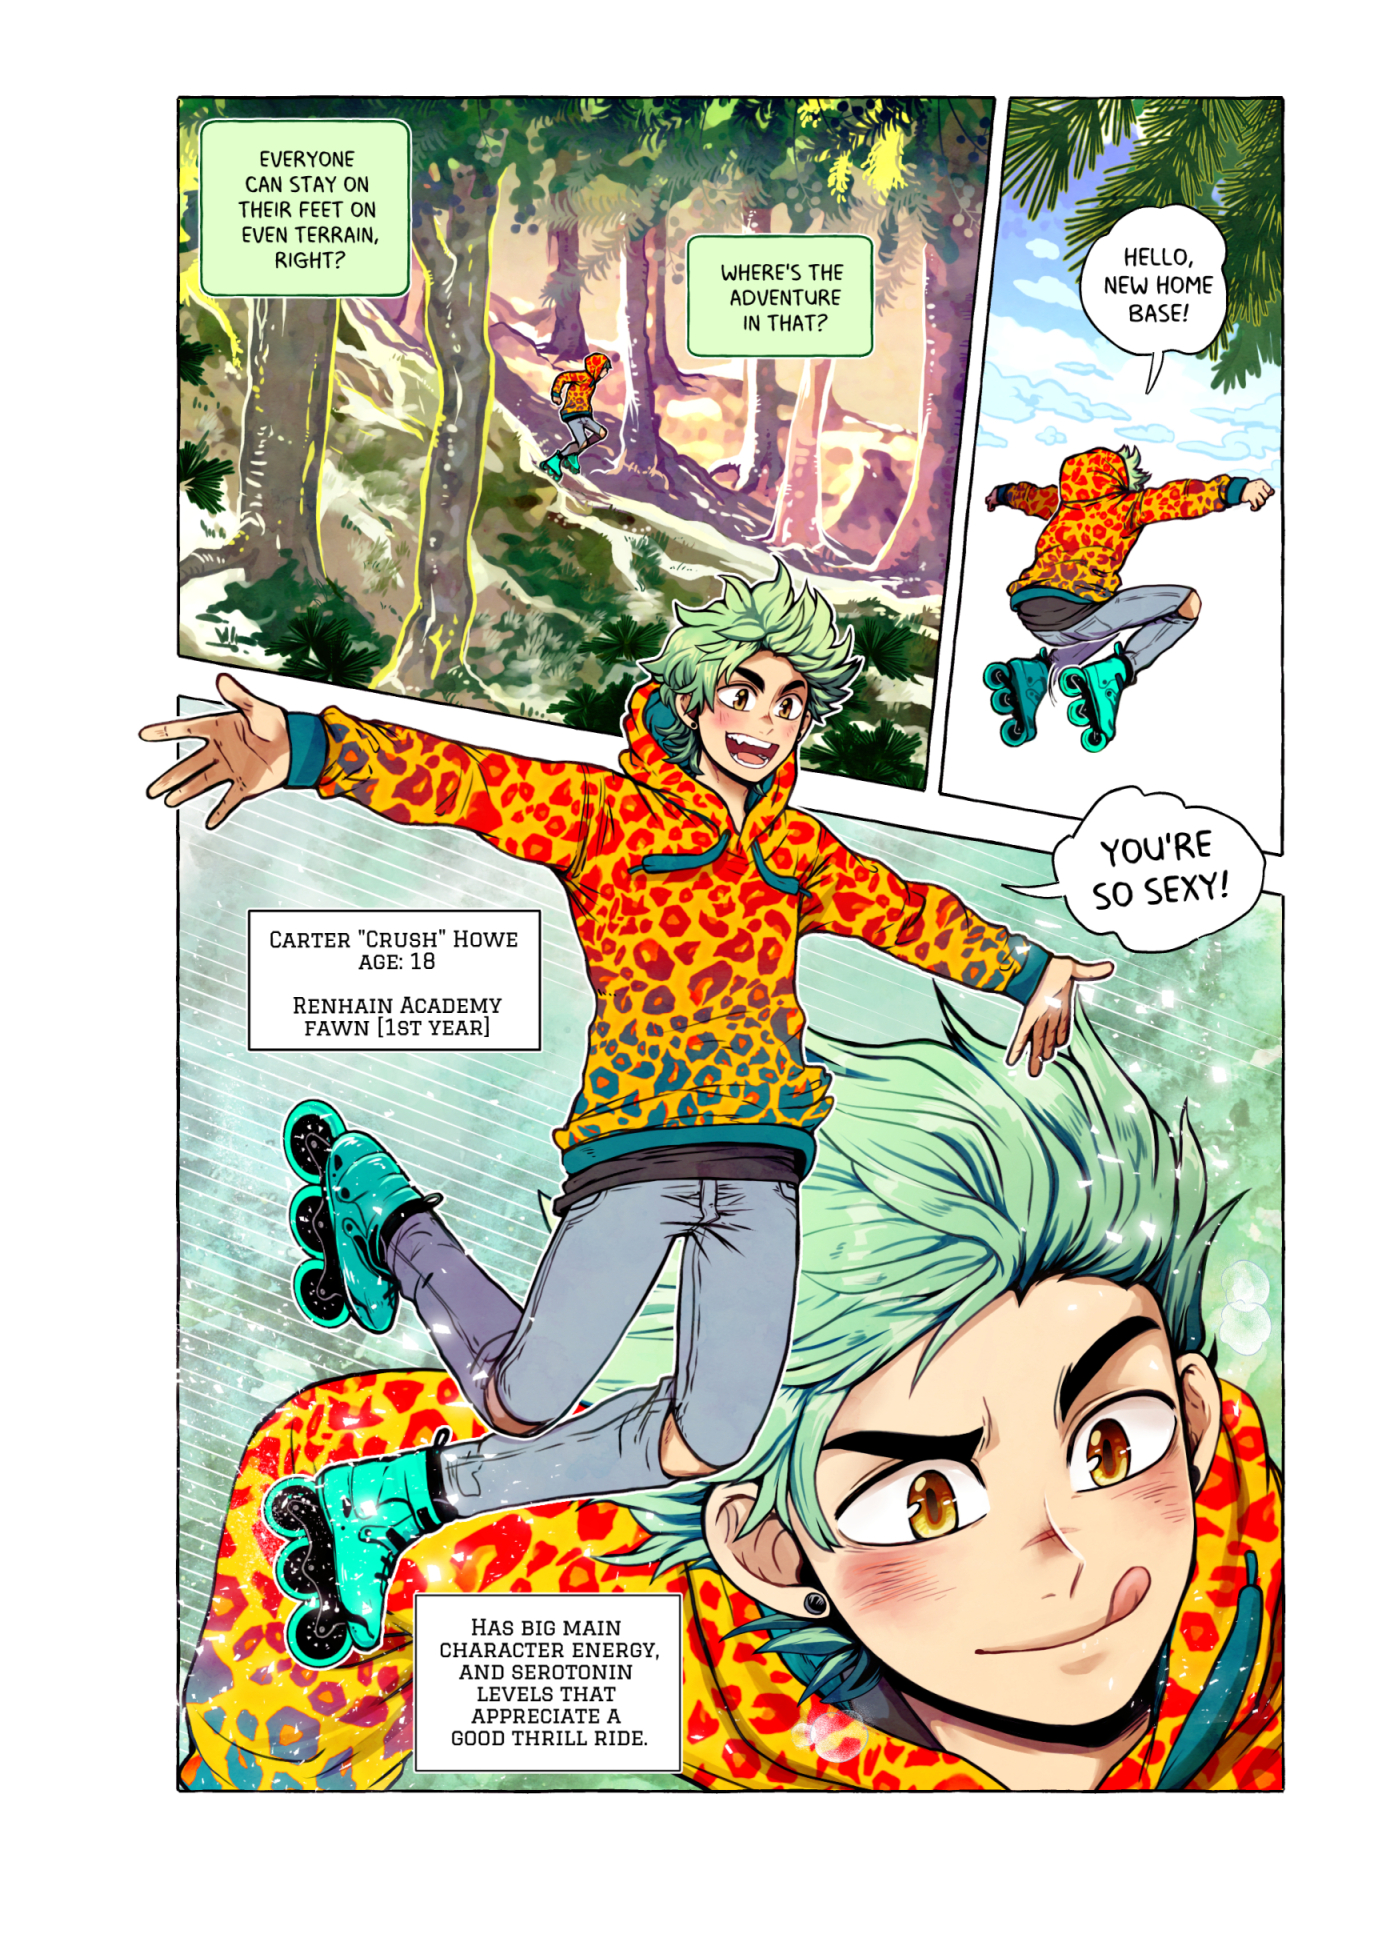 EVERYONE
CAN STAY ON
THEIR FEET ON
EVEN TERRAIN,
RIGHT?
WHERE'S THE
ADVENTURE
IN THAT?
HELLO,
NEW HOME
BASE!
YOU'RE
SO SEXY!
CARTER "CRUSH" HOWE
AGE: 18
RENHAIN ACADEMY
FAWN [1ST YEAR]
HAS BIG MAIN
CHARACTER ENERGY,
AND SEROTONIN
LEVELS THAT
APPRECIATE A
GOOD THRILL RIDE.